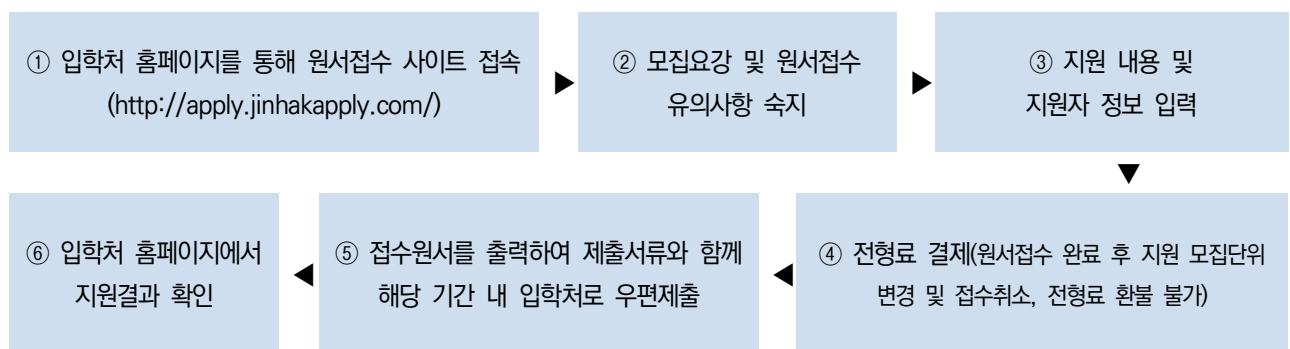 ① 입학처 홈페이지를 통해 원서접수 사이트 접속
(http://apply.jinhakapply.com/)
② 모집요강 및 원서접수
유의사항 숙지
③ 지원 내용 및
지원자 정보 입력
④ 전형료 결제(원서접수 완료 후 지원 모집단위
변경 및 접수취소, 전형료 환불 불가)
⑤ 접수원서를 출력하여 제출서류와 함께
해당 기간 내 입학처로 우편제출
⑥ 입학처 홈페이지에서
지원결과 확인